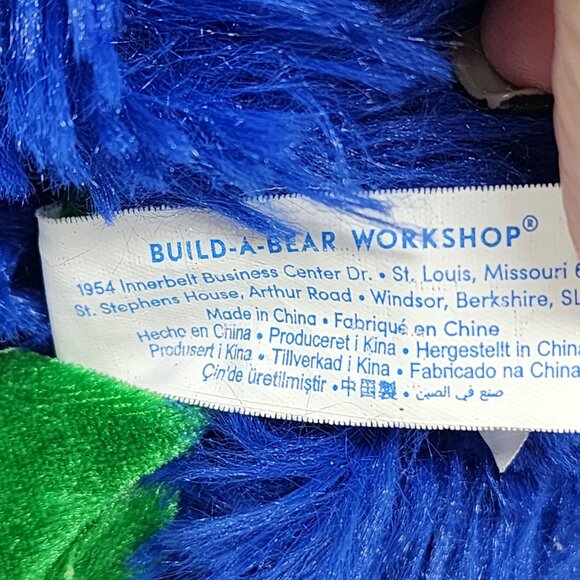 BUILD-A-BEAR WORKSHOP®
1954 Innerbelt Business Center Dr. • St. Louis, Missouri 6
St. Stephens House, Arthur Road • Windsor, Berkshire, SL
Made in China • Fabriqué en Chine
Hecho en China • Produceret i Kina • Hergestellt in China
Produsert i Kina • Tillverkad i Kina • Fabricado na China
Çin'de üretilmiştir • 中国製 • صنع في الصين